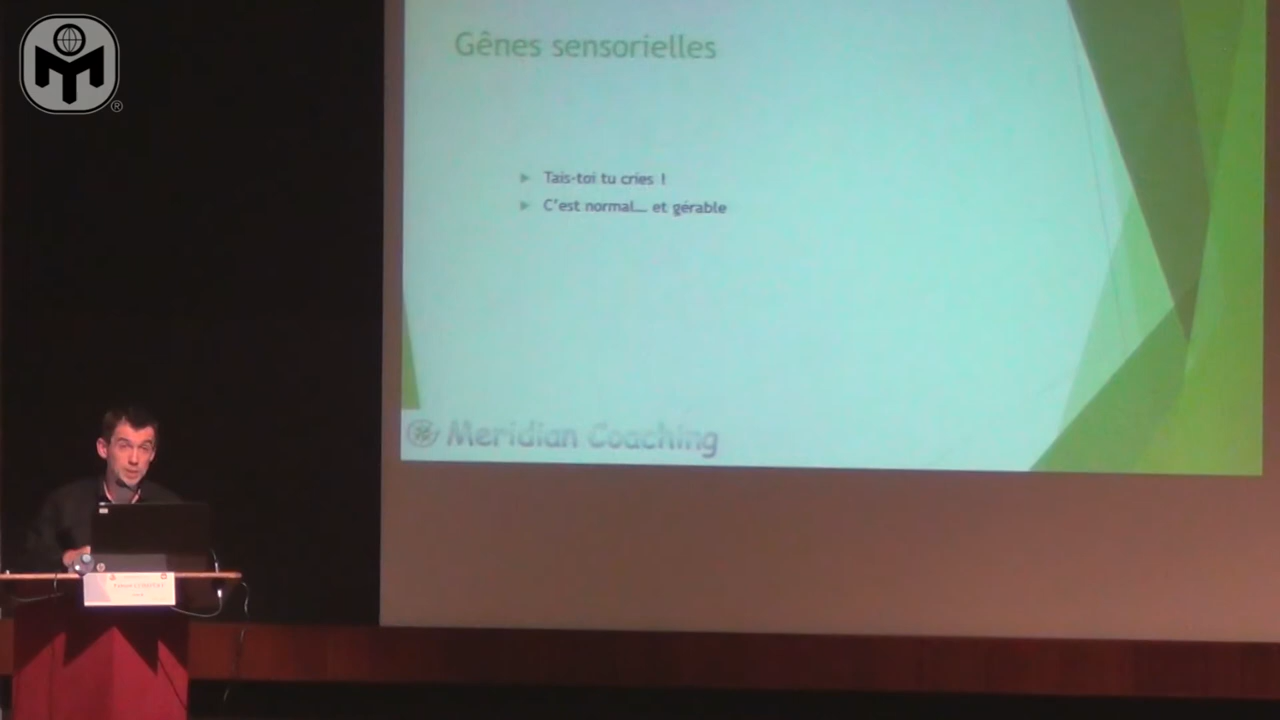 Gênes sensorielles
► Tais-toi tu cries !
► C'est normal... et gérable
Meridian Coaching
®